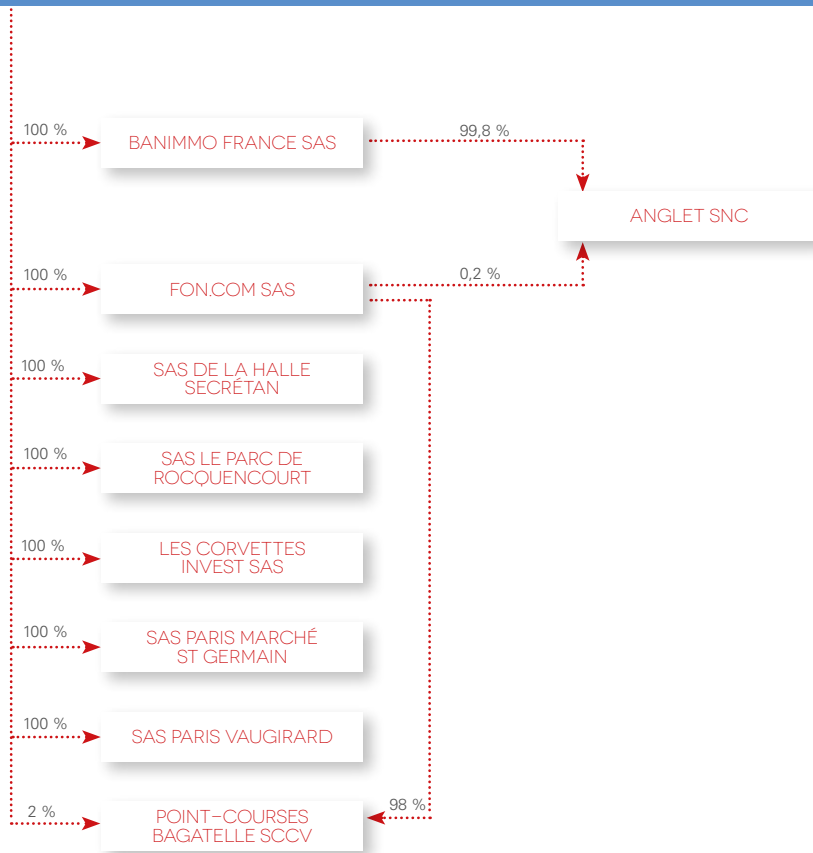 100 %
BANIMMO FRANCE SAS
99,8 %
ANGLET SNC
100 %
FON.COM SAS
0,2 %
100 %
SAS DE LA HALLE
SECRÉTAN
100 %
SAS LE PARC DE
ROCQUENCOURT
100 %
LES CORVETTES
INVEST SAS
100 %
SAS PARIS MARCHÉ
ST GERMAIN
100 %
SAS PARIS VAUGIRARD
2 %
POINT-COURSES
BAGATELLE SCCV
98 %